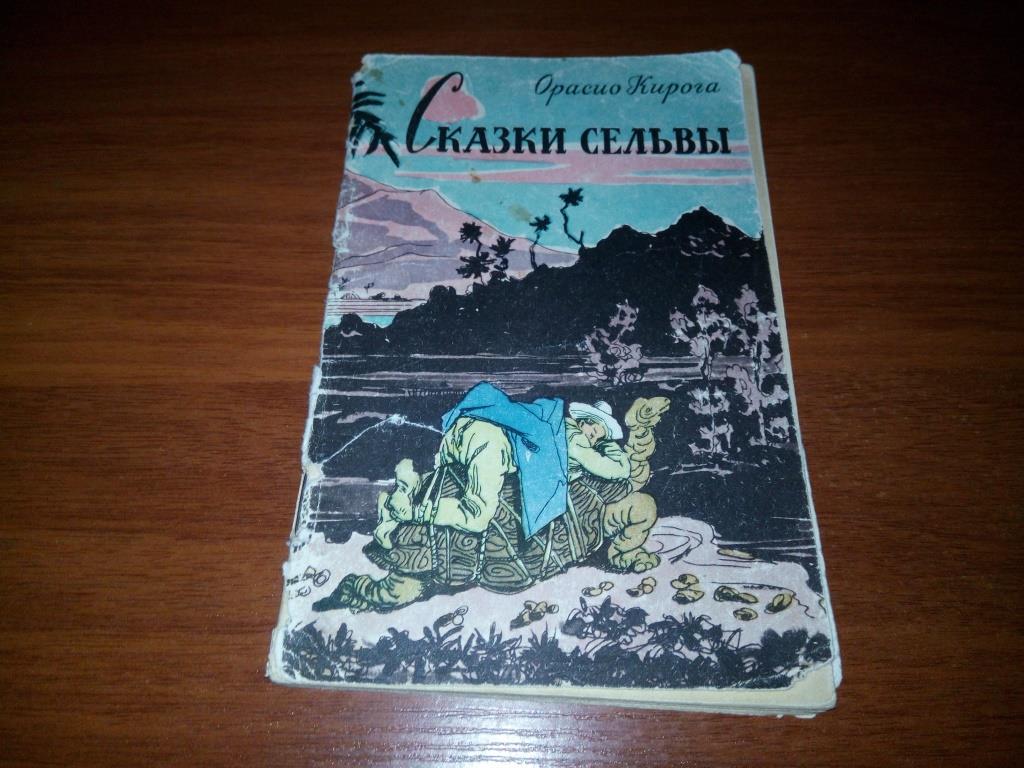 Орасио Кирога
Сказки сельвы